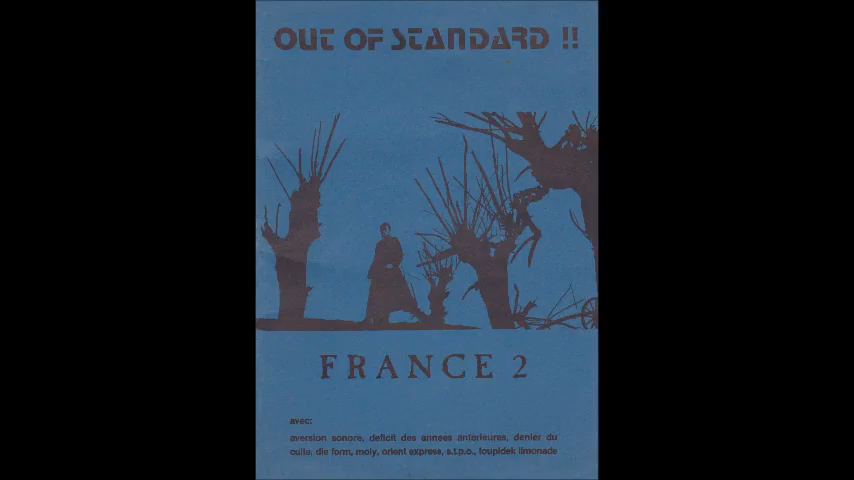 OUT OF STANDARD !!
FRANCE 2
avec:
aversion sonore, deficit des annees anterieures, denier du
culte, die form, moly, orient express, s.t.p.o., toupidek limonade